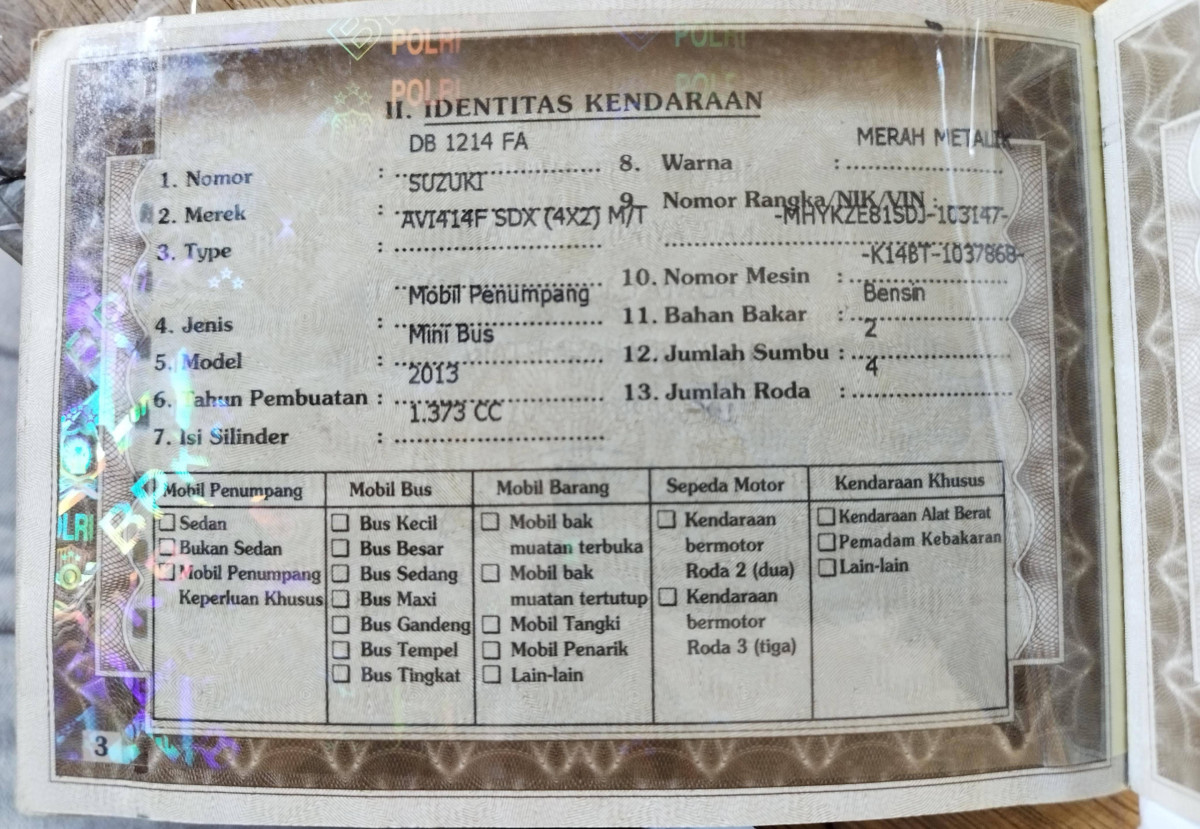 POLRI POLRI
POLRI
II. IDENTITAS KENDARAAN
1. Nomor : DB 1214 FA
2. Merek : SUZUKI
3. Type : AV1414F SDX (4X2) M/T
4. Jenis : Mobil Penumpang
5. Model : Mini Bus
6. Tahun Pembuatan : 2013
7. Isi Silinder : 1.373 CC
8. Warna : MERAH METALIK
9. Nomor Rangka/NIK/VIN :
-MHYKZE81SDJ-103147-
10. Nomor Mesin : -K14BT-1037868-
11. Bahan Bakar : Bensin
12. Jumlah Sumbu : 2
13. Jumlah Roda : 4
Mobil Penumpang
Sedan
Bukan Sedan
Mobil Penumpang
Keperluan Khusus
Mobil Bus
Bus Kecil
Bus Besar
Bus Sedang
Bus Maxi
Bus Gandeng
Bus Tempel
Bus Tingkat
Mobil Barang
Mobil bak
muatan terbuka
Mobil bak
muatan tertutup
Mobil Tangki
Mobil Penarik
Lain-lain
Sepeda Motor
Kendaraan
bermotor
Roda 2 (dua)
Kendaraan
bermotor
Roda 3 (tiga)
Kendaraan Khusus
Kendaraan Alat Berat
Pemadam Kebakaran
Lain-lain
3